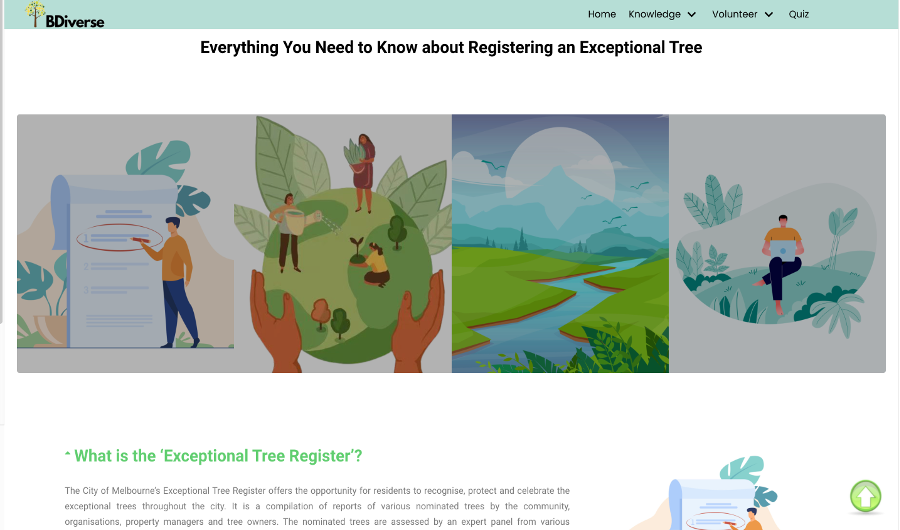 BDiverse
Home Knowledge Volunteer Quiz
Everything You Need to Know about Registering an Exceptional Tree
1
2
3
What is the ‘Exceptional Tree Register’?
The City of Melbourne's Exceptional Tree Register offers the opportunity for residents to recognise, protect and celebrate the
exceptional trees throughout the city. It is a compilation of reports of various nominated trees by the community,
organisations, property managers and tree owners. The nominated trees are assessed by an expert panel from various